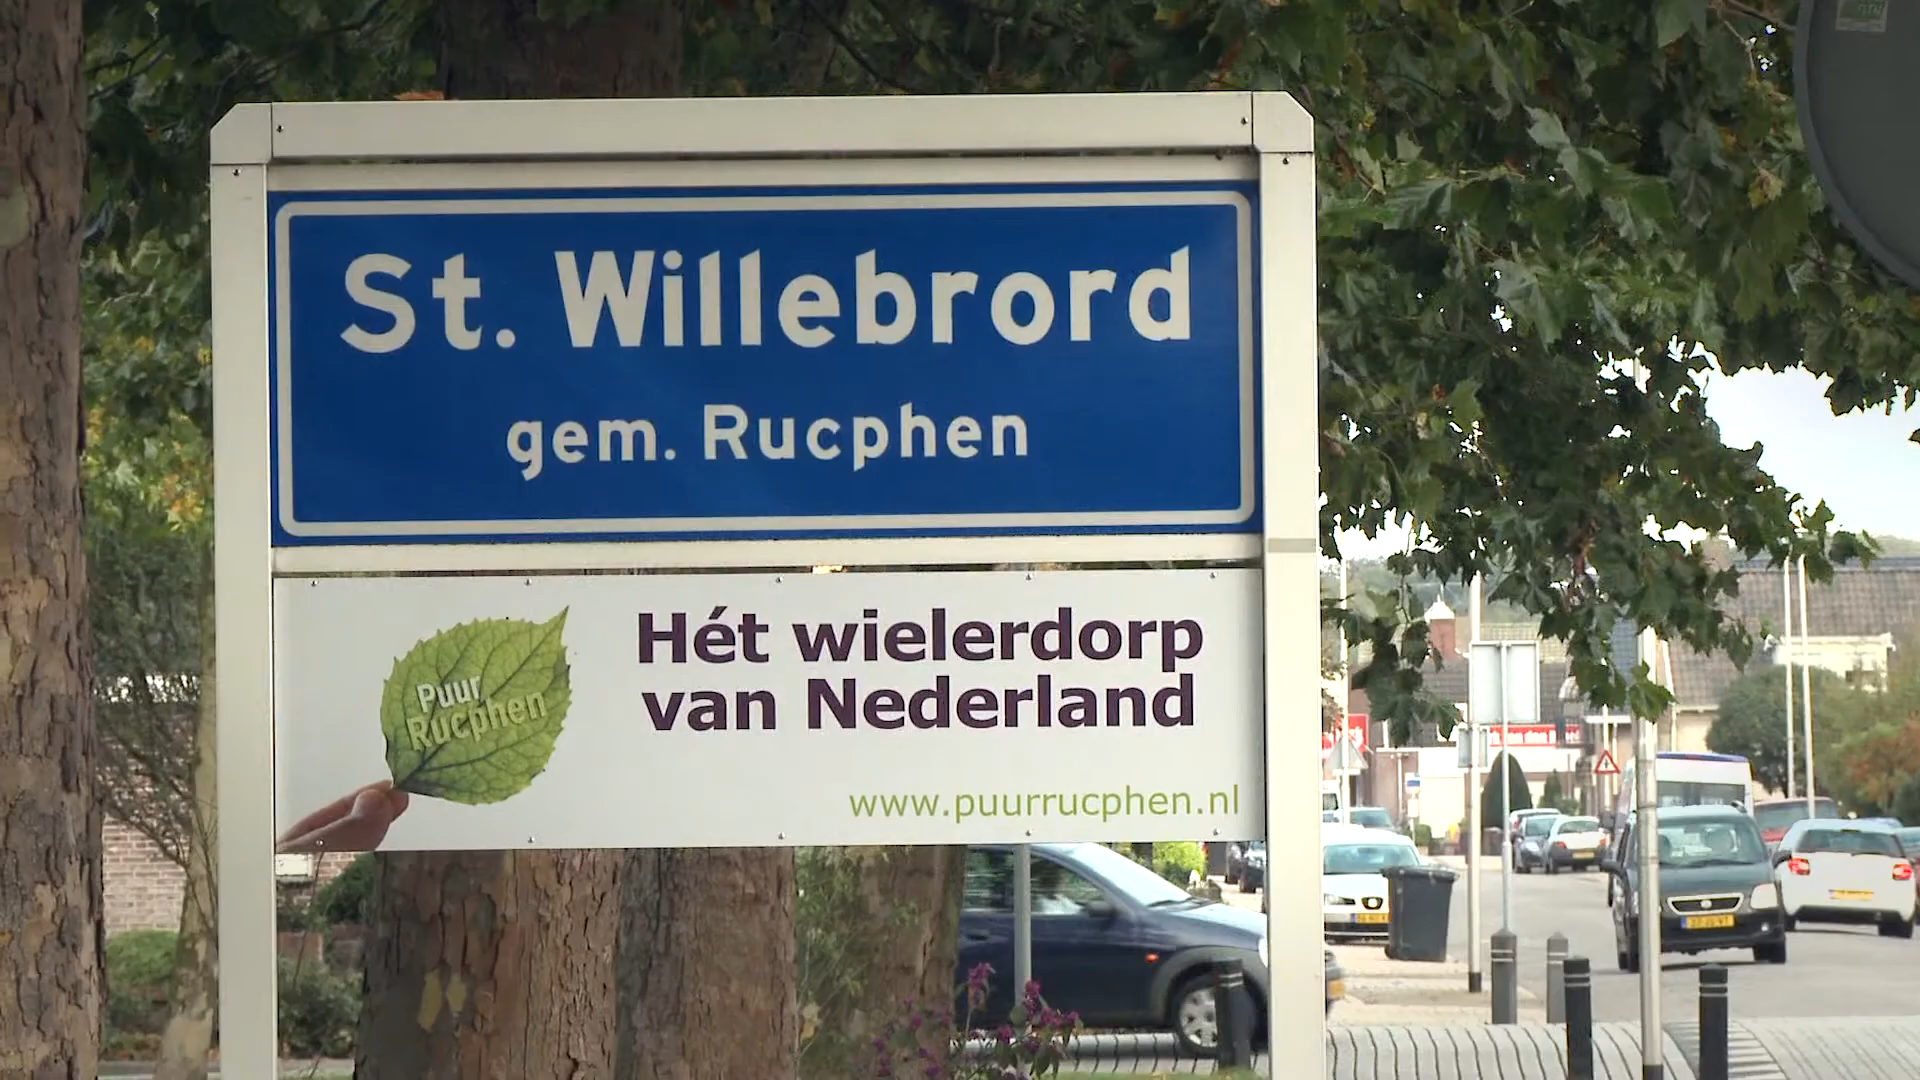 St. Willebrord
gem. Rucphen
Puur
Rucphen
Hét wielerdorp
van Nederland
www.puurrucphen.nl